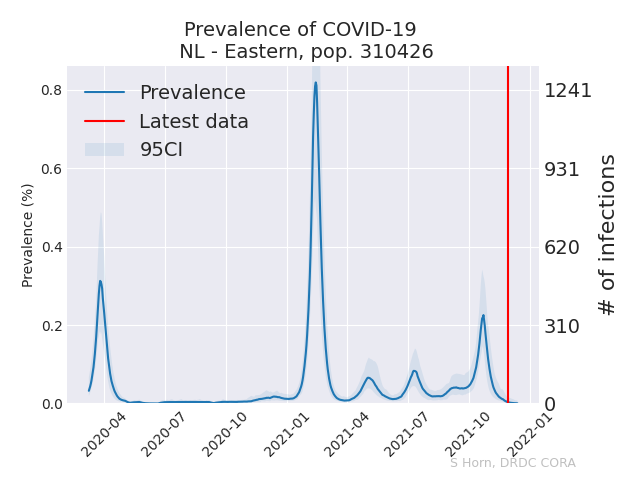 Prevalence of COVID-19
NL - Eastern, pop. 310426
Prevalence
Latest data
95CI
Prevalence (%)
0.8
0.6
0.4
0.2
0.0
1241
931
620
310
0
# of infections
2020-04
2020-07
2020-10
2021-01
2021-04
2021-07
2021-10
2022-01
S Horn, DRDC CORA